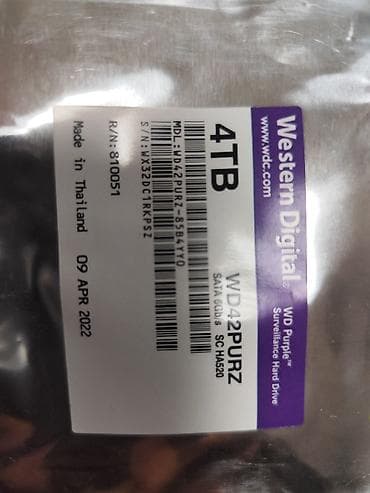 Western Digital®
www.wdc.com
WD Purple™
Surveillance Hard Drive
4TB
WD42PURZ
SATA 6Gb/s SC HA520
MDL: WD42PURZ-85B4YY0
S/N: WX32DC1RKPSZ
R/N: 810051
Made in Thailand 09 APR 2022